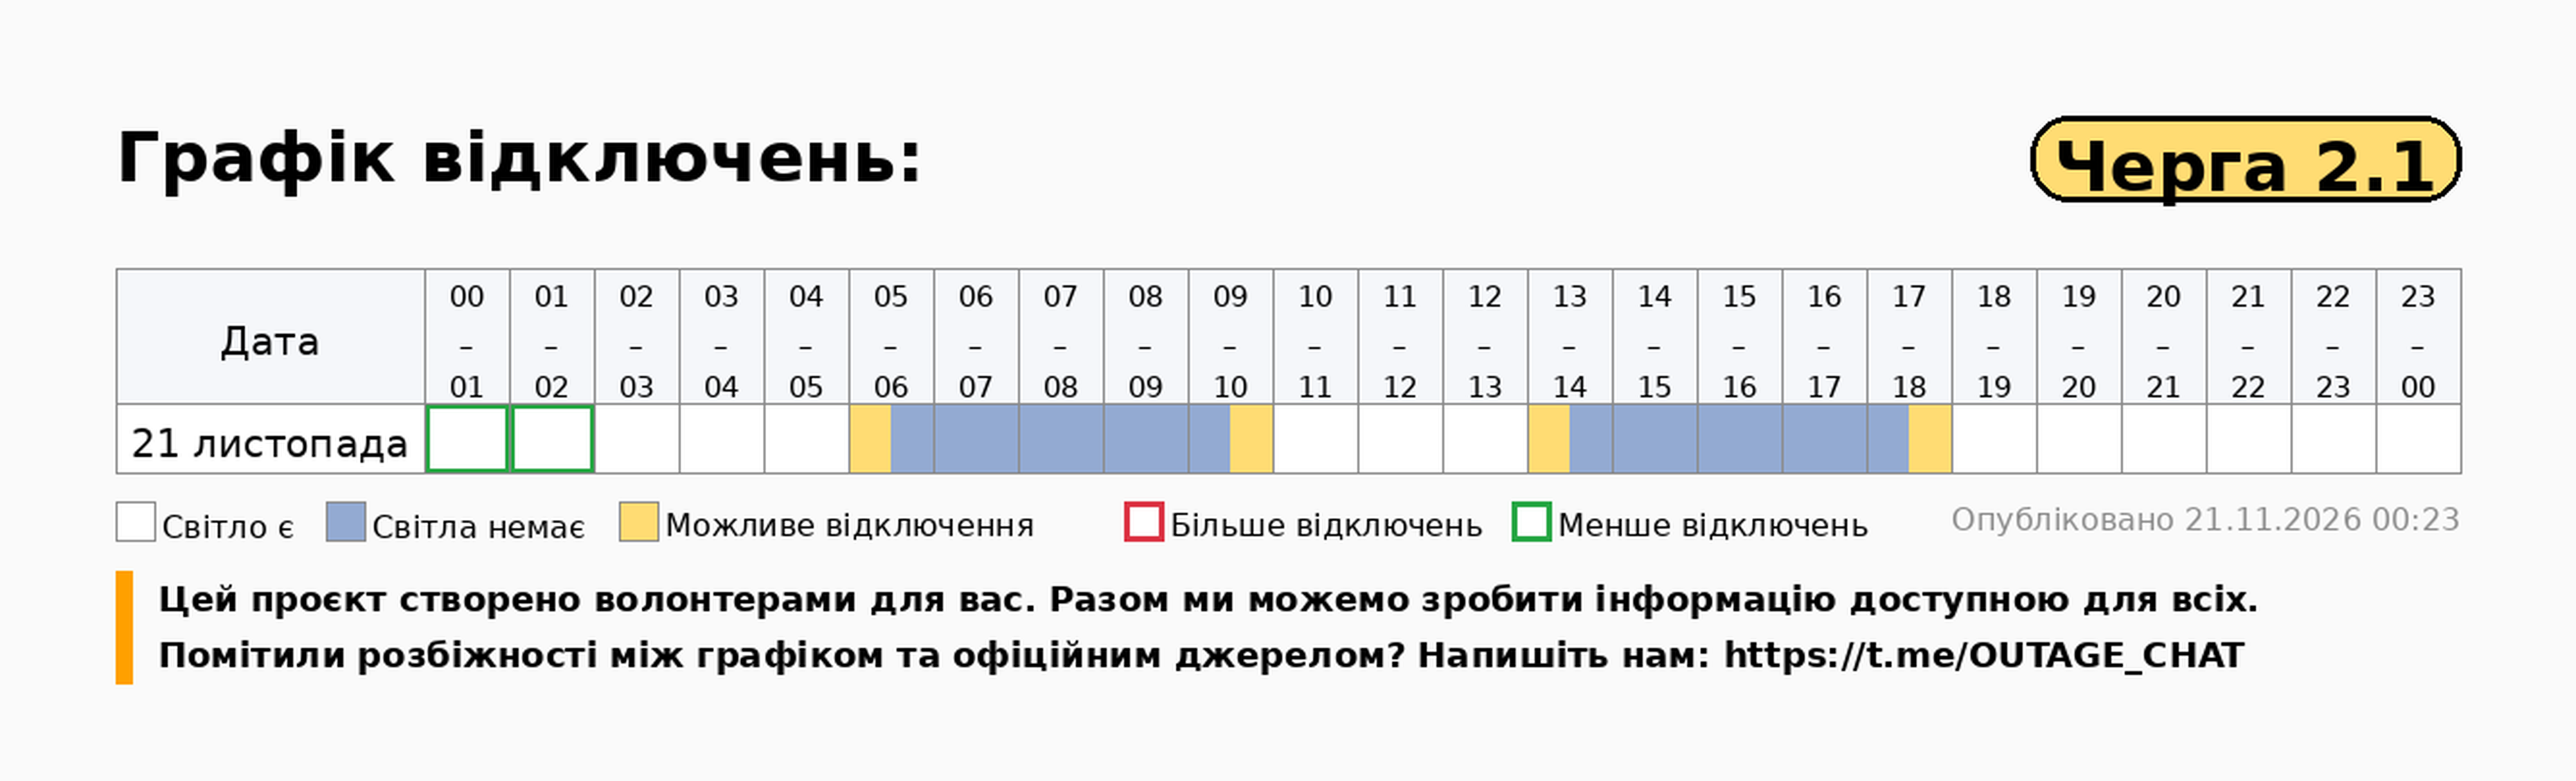 Графік відключень:
Черга 2.1
Дата 00 – 01 01 – 02 02 – 03 03 – 04 04 – 05 05 – 06 06 – 07 07 – 08 08 – 09 09 – 10 10 – 11 11 – 12 12 – 13 13 – 14 14 – 15 15 – 16 16 – 17 17 – 18 18 – 19 19 – 20 20 – 21 21 – 22 22 – 23 23 – 00
21 листопада
Світло є Світла немає Можливе відключення Більше відключень Менше відключень Опубліковано 21.11.2026 00:23
Цей проєкт створено волонтерами для вас. Разом ми можемо зробити інформацію доступною для всіх.
Помітили розбіжності між графіком та офіційним джерелом? Напишіть нам: https://t.me/OUTAGE_CHAT